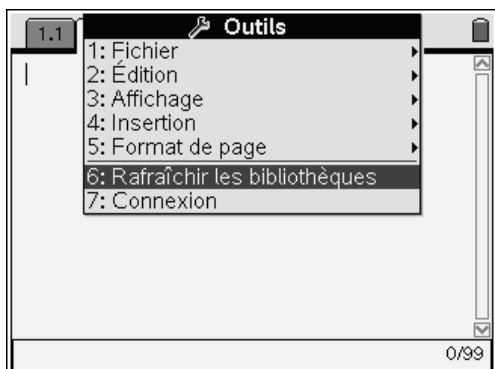 1.1
Outils
1: Fichier
2: Édition
3: Affichage
4: Insertion
5: Format de page
6: Rafraîchir les bibliothèques
7: Connexion
0/99